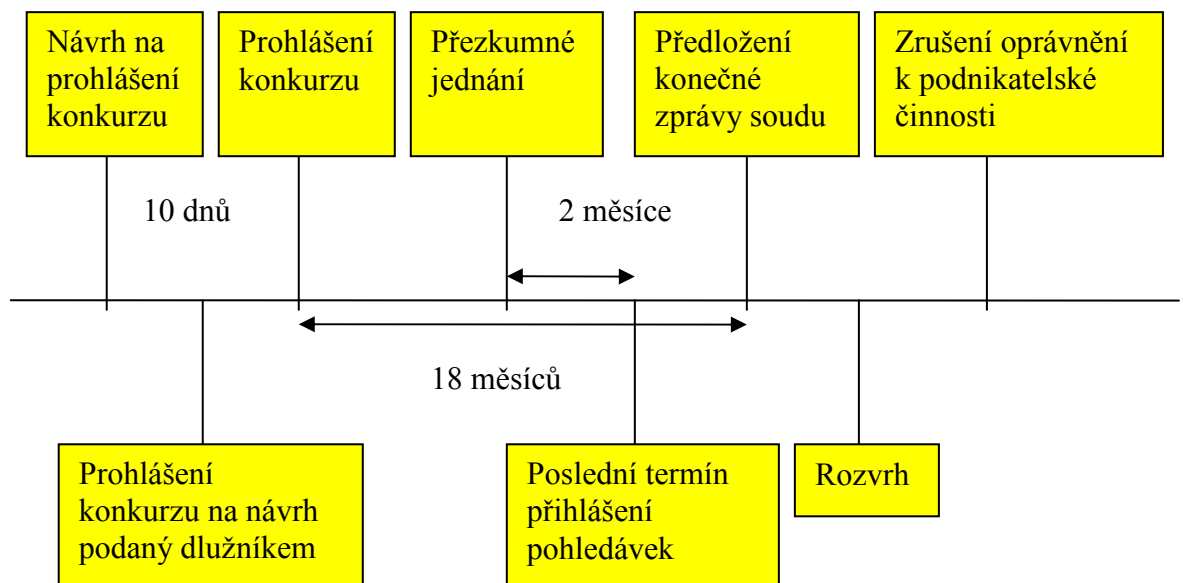 Návrh na
prohlášení
konkurzu
Prohlášení
konkurzu
Přezkumné
jednání
Předložení
konečné
zprávy soudu
Zrušení oprávnění
k podnikatelské
činnosti
10 dnů
2 měsíce
18 měsíců
Prohlášení
konkurzu na návrh
podaný dlužníkem
Poslední termín
přihlášení
pohledávek
Rozvrh